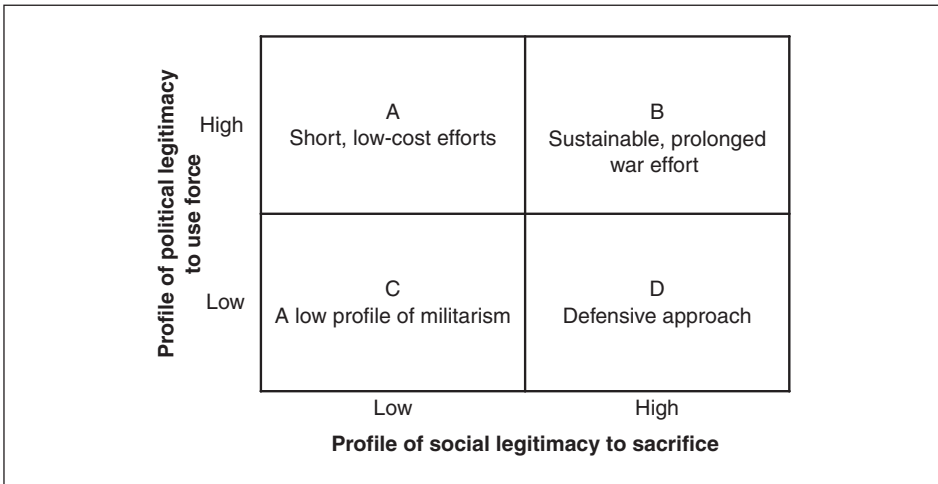 Profile of political legitimacy
to use force
High
A
Short, low-cost efforts
B
Sustainable, prolonged
war effort
Low
C
A low profile of militarism
D
Defensive approach
Low
High
Profile of social legitimacy to sacrifice